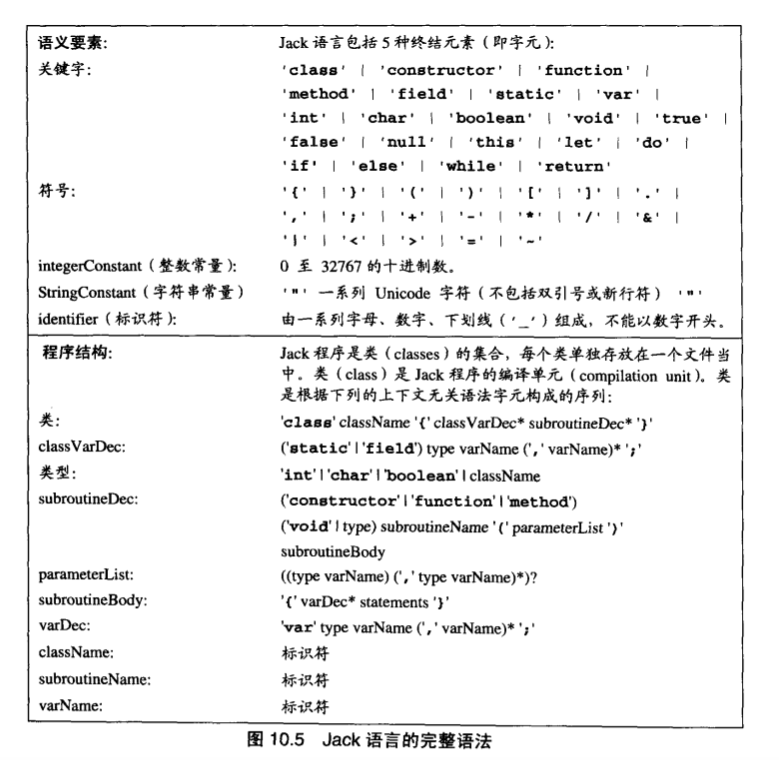 语义要素: Jack 语言包括 5 种终结元素(即字元):
关键字: 'class' | 'constructor' | 'function' |
'method' | 'field' | 'static' | 'var' |
'int' | 'char' | 'boolean' | 'void' | 'true' |
'false' | 'null' | 'this' | 'let' | 'do' |
'if' | 'else' | 'while' | 'return'
符号: '{' | '}' | '(' | ')' | '[' | ']' | '.' |
',' | ';' | '+' | '-' | '*' | '/' | '&' |
'|' | '<' | '>' | '=' | '~'
integerConstant(整数常量): 0 至 32767 的十进制数。
StringConstant(字符串常量) '"' 一系列 Unicode 字符(不包括双引号或新行符) '"'
identifier(标识符): 由一系列字母、数字、下划线('_')组成,不能以数字开头。
程序结构: Jack 程序是类(classes)的集合,每个类单独存放在一个文件当
中。类(class)是 Jack 程序的编译单元(compilation unit)。类
是根据下列的上下文无关语法字元构成的序列:
类: 'class' className '{' classVarDec* subroutineDec* '}'
classVarDec: ('static'|'field') type varName (',' varName)* ';'
类型: 'int'|'char'|'boolean'|className
subroutineDec: ('constructor'|'function'|'method')
('void'|type) subroutineName '(' parameterList ')'
subroutineBody
parameterList: ((type varName) (',' type varName)*)?
subroutineBody: '{' varDec* statements '}'
varDec: 'var' type varName (',' varName)* ';'
className: 标识符
subroutineName: 标识符
varName: 标识符
图 10.5 Jack 语言的完整语法